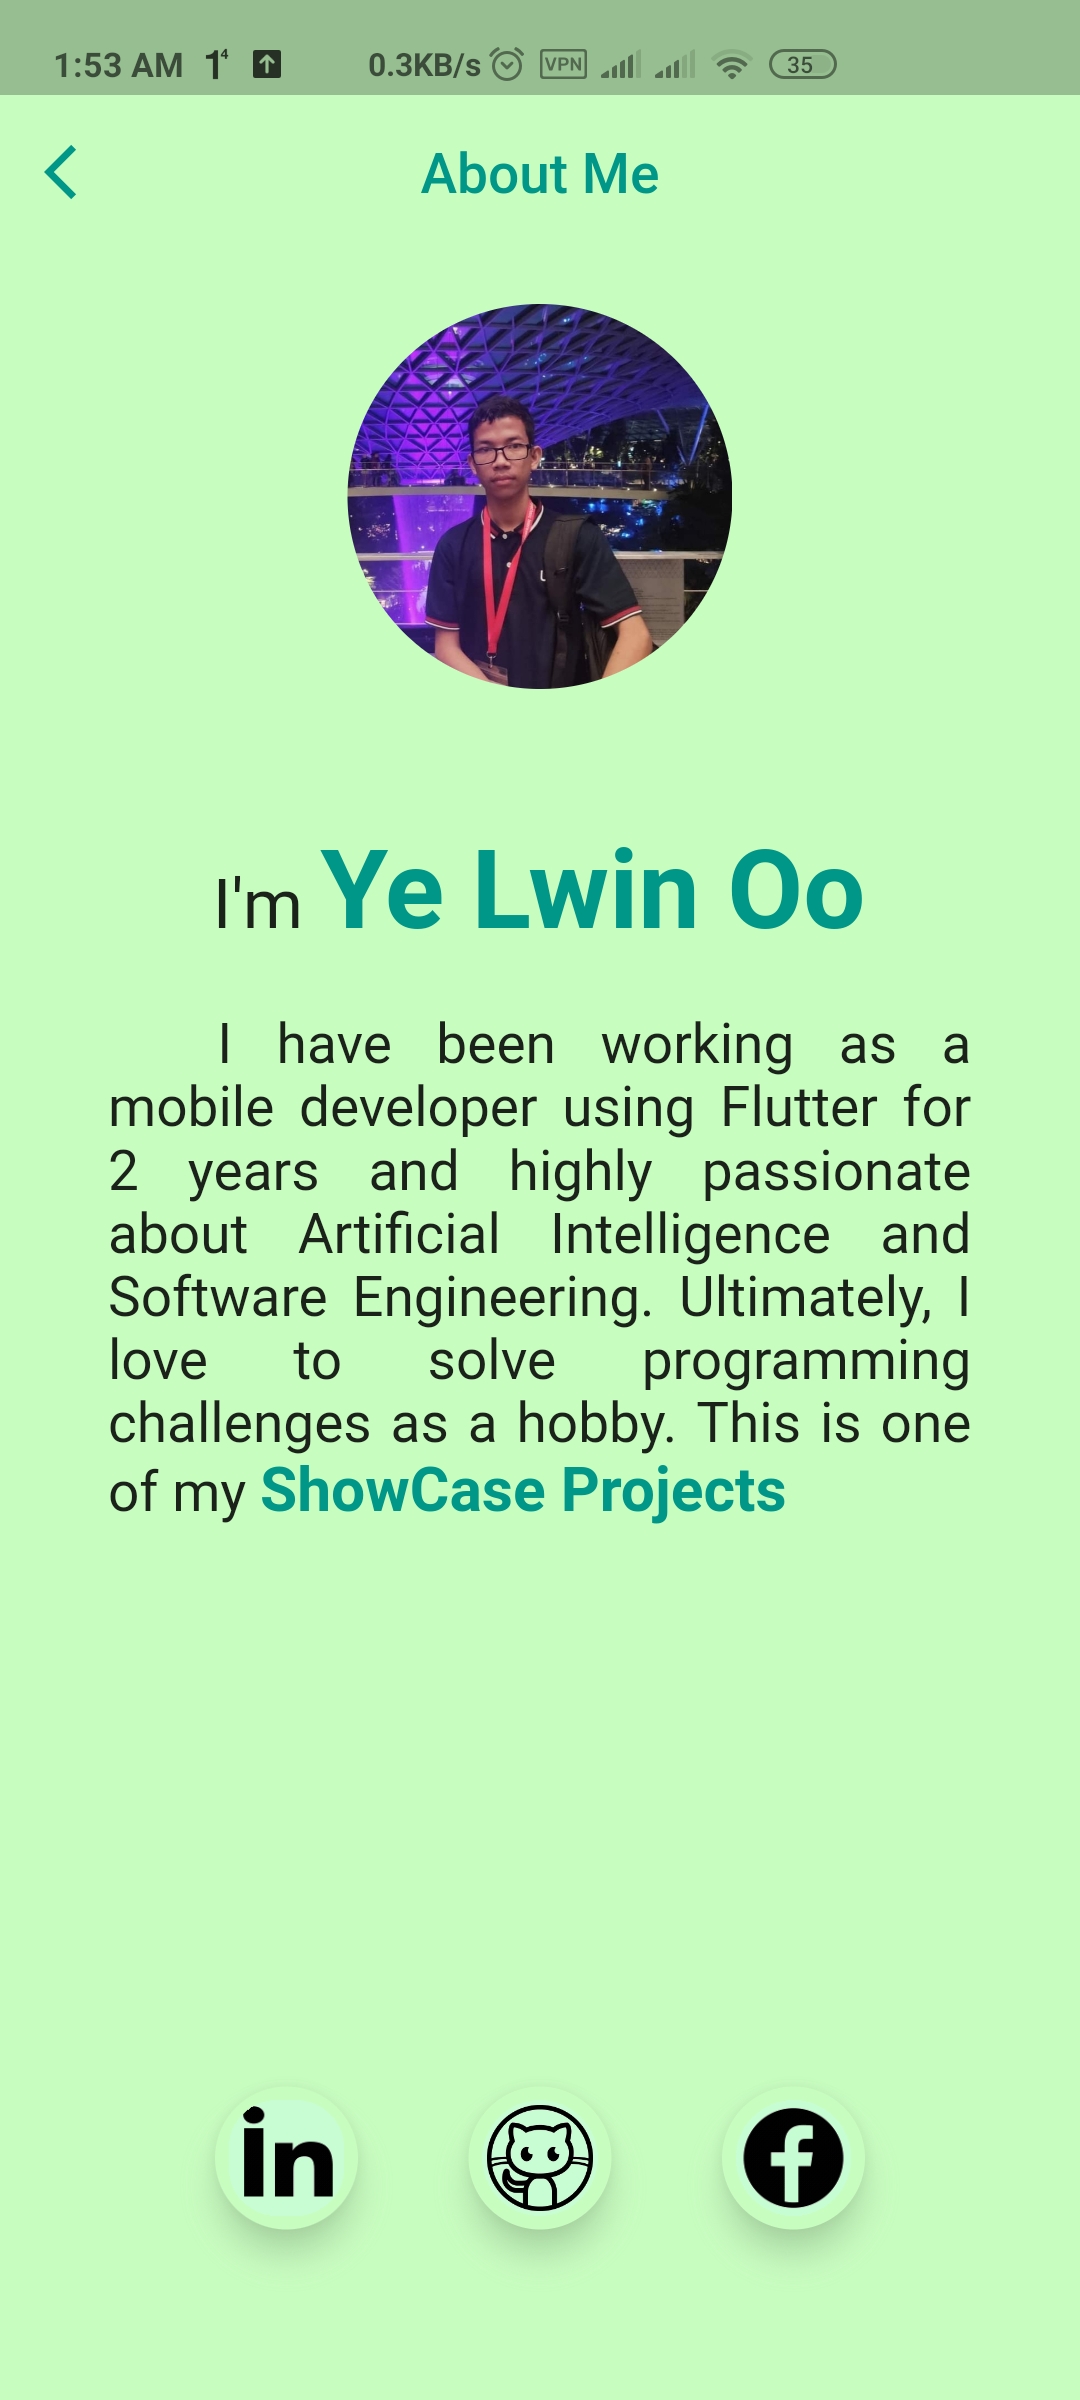 1:53 AM 1 4 0.3KB/s VPN 35
About Me
I'm Ye Lwin Oo
I have been working as a
mobile developer using Flutter for
2 years and highly passionate
about Artificial Intelligence and
Software Engineering. Ultimately, I
love to solve programming
challenges as a hobby. This is one
of my ShowCase Projects
in f